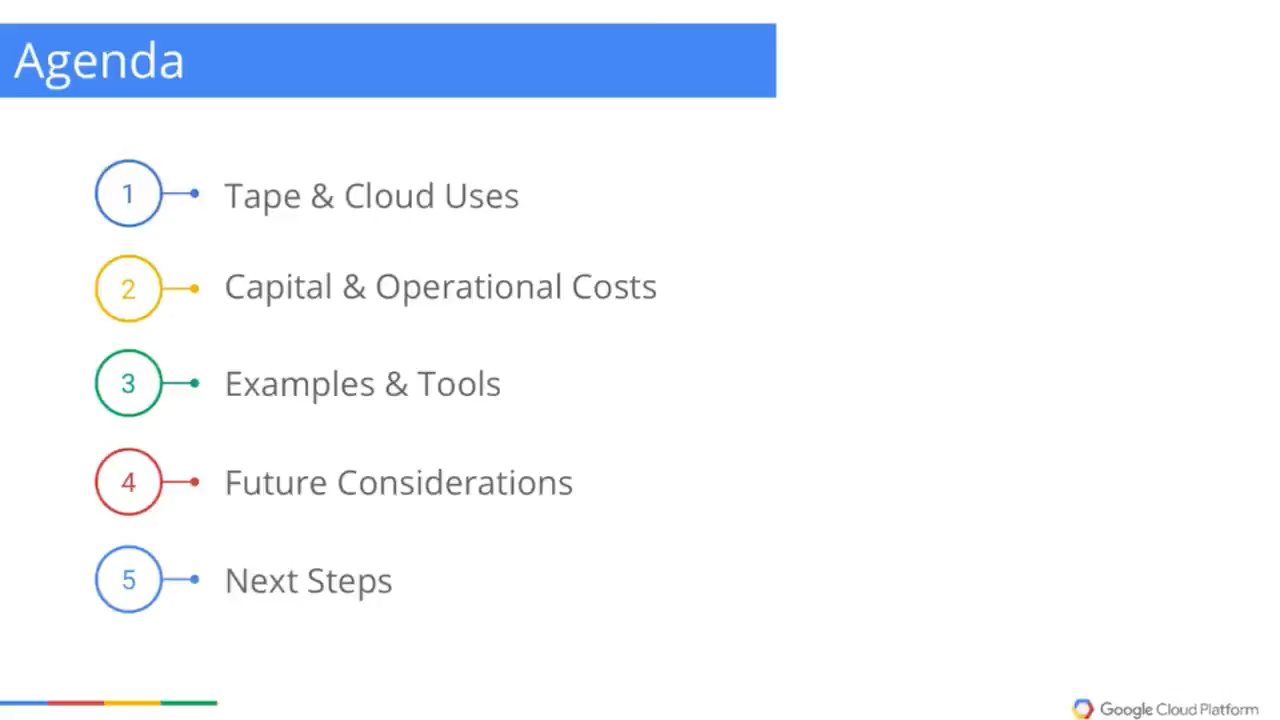 Agenda
1 Tape & Cloud Uses
2 Capital & Operational Costs
3 Examples & Tools
4 Future Considerations
5 Next Steps
Google Cloud Platform